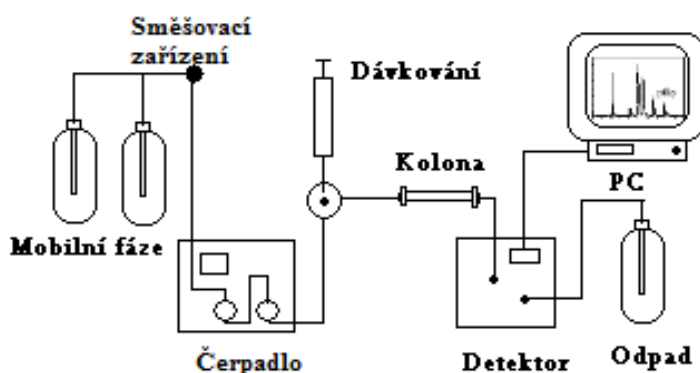 Směšovací
zařízení
Dávkování
Kolona
PC
Mobilní fáze
Čerpadlo
Detektor
Odpad